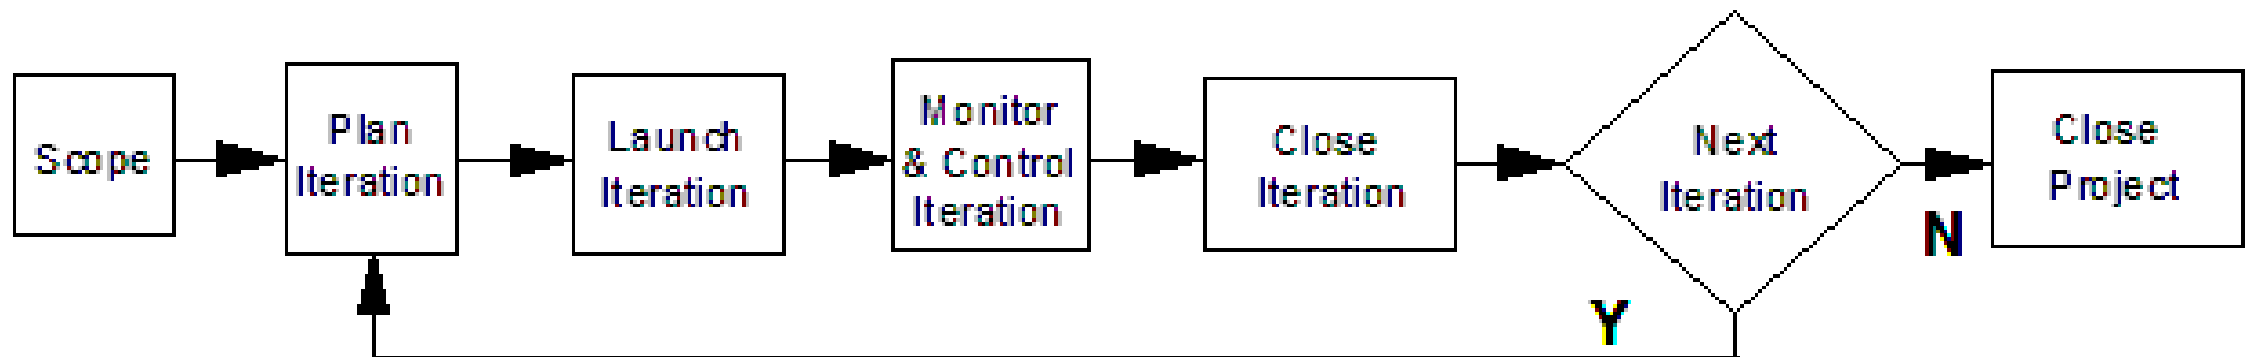 Scope
Plan
Iteration
Launch
Iteration
Monitor
& Control
Iteration
Close
Iteration
Next
Iteration
Y
N
Close
Project